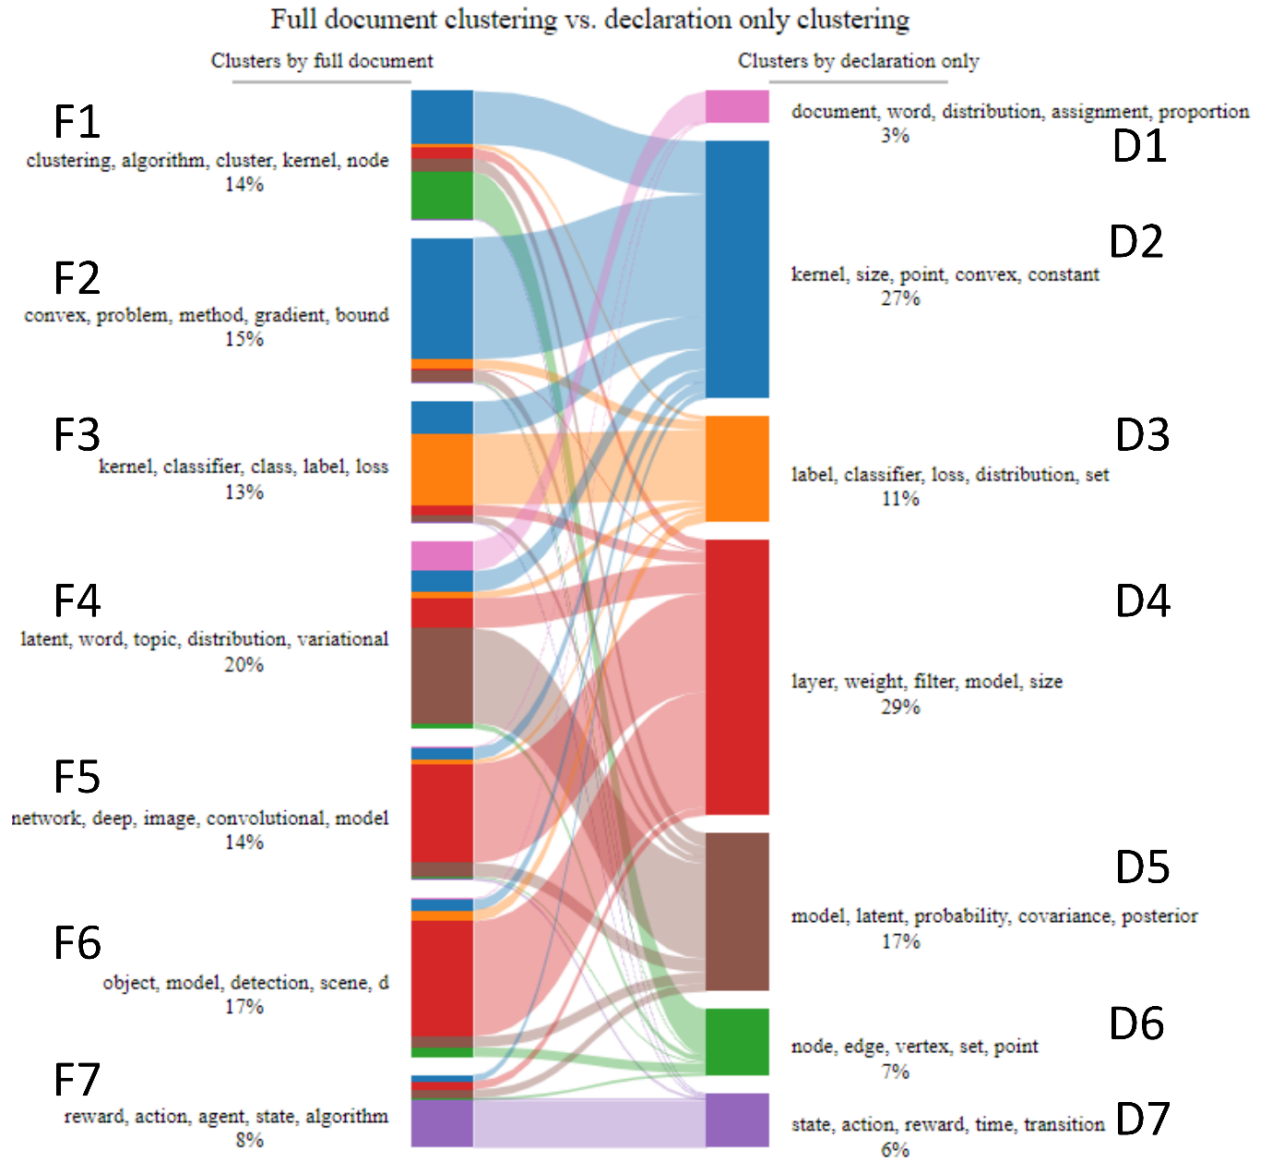 Full document clustering vs. declaration only clustering
Clusters by full document
Clusters by declaration only
F1
clustering, algorithm, cluster, kernel, node
14%
F2
convex, problem, method, gradient, bound
15%
F3
kernel, classifier, class, label, loss
13%
F4
latent, word, topic, distribution, variational
20%
F5
network, deep, image, convolutional, model
14%
F6
object, model, detection, scene, d
17%
F7
reward, action, agent, state, algorithm
8%
document, word, distribution, assignment, proportion
3%
D1
D2
kernel, size, point, convex, constant
27%
D3
label, classifier, loss, distribution, set
11%
D4
layer, weight, filter, model, size
29%
D5
model, latent, probability, covariance, posterior
17%
D6
node, edge, vertex, set, point
7%
D7
state, action, reward, time, transition
6%